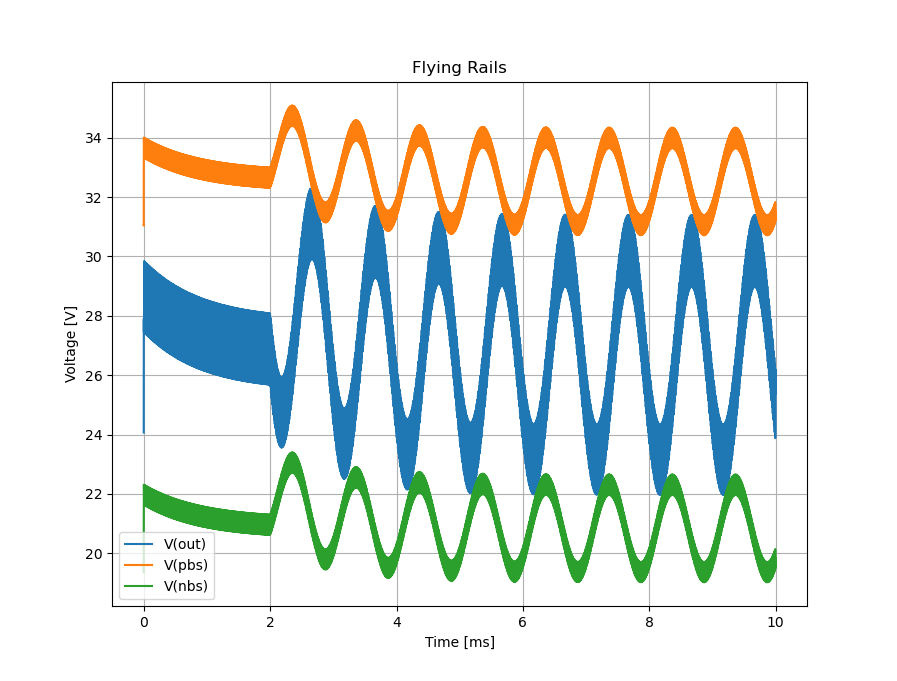 Flying Rails
34
32
30
28
26
24
22
20
Voltage [V]
V(out)
V(pbs)
V(nbs)
0 2 4 6 8 10
Time [ms]